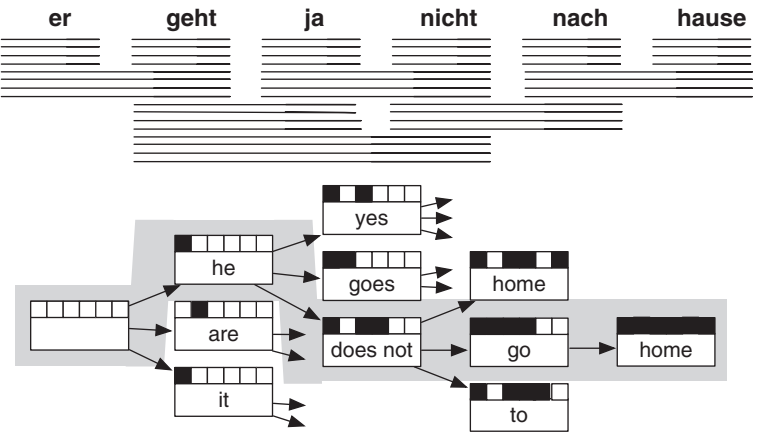 er geht ja nicht nach hause
yes
he
goes
home
are
does not
go
home
it
to